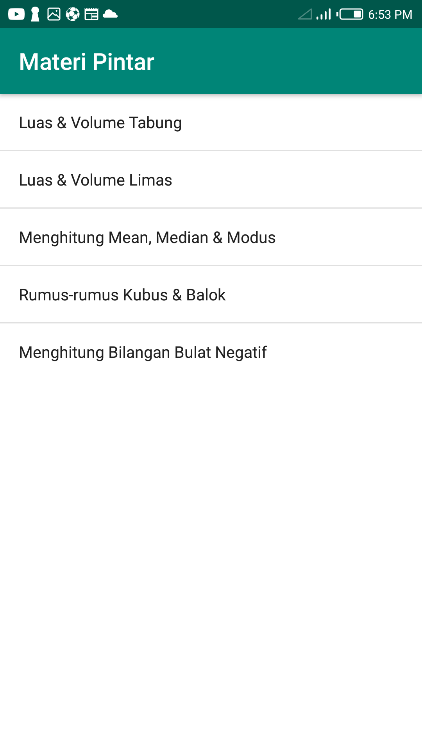 6:53 PM
Materi Pintar
Luas & Volume Tabung
Luas & Volume Limas
Menghitung Mean, Median & Modus
Rumus-rumus Kubus & Balok
Menghitung Bilangan Bulat Negatif